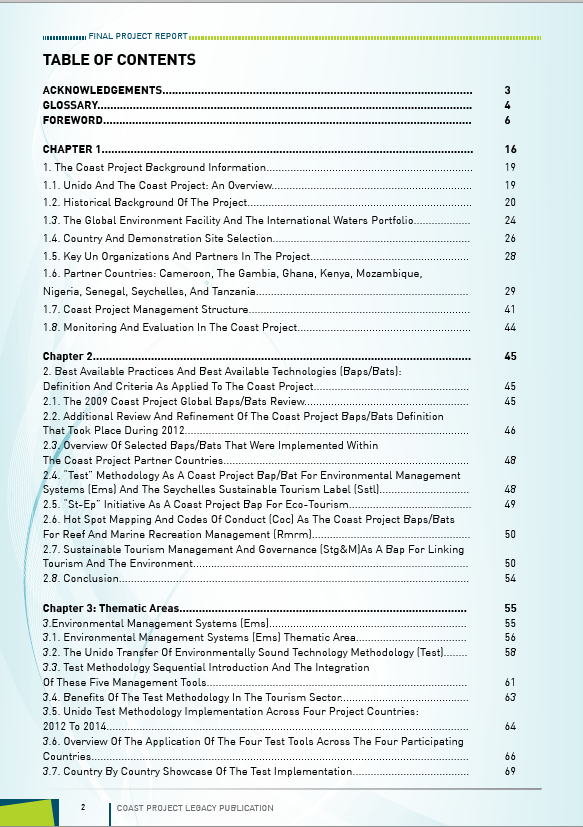 FINAL PROJECT REPORT
TABLE OF CONTENTS
ACKNOWLEDGEMENTS 3
GLOSSARY 4
FOREWORD 6
CHAPTER 1 16
1. The Coast Project Background Information 19
1.1. Unido And The Coast Project: An Overview 19
1.2. Historical Background Of The Project 20
1.3. The Global Environment Facility And The International Waters Portfolio 24
1.4. Country And Demonstration Site Selection 26
1.5. Key Un Organizations And Partners In The Project 28
1.6. Partner Countries: Cameroon, The Gambia, Ghana, Kenya, Mozambique,
Nigeria, Senegal, Seychelles, And Tanzania 29
1.7. Coast Project Management Structure 41
1.8. Monitoring And Evaluation In The Coast Project 44
Chapter 2 45
2. Best Available Practices And Best Available Technologies (Baps/Bats):
Definition And Criteria As Applied To The Coast Project 45
2.1. The 2009 Coast Project Global Baps/Bats Review 45
2.2. Additional Review And Refinement Of The Coast Project Baps/Bats Definition
That Took Place During 2012 46
2.3. Overview Of Selected Baps/Bats That Were Implemented Within
The Coast Project Partner Countries 48
2.4. "Test" Methodology As A Coast Project Bap/Bat For Environmental Management
Systems (Ems) And The Seychelles Sustainable Tourism Label (Sstl) 48
2.5. "St-Ep" Initiative As A Coast Project Bap For Eco-Tourism 49
2.6. Hot Spot Mapping And Codes Of Conduct (Coc) As The Coast Project Baps/Bats
For Reef And Marine Recreation Management (Rmrm) 50
2.7. Sustainable Tourism Management And Governance (Stg&M)As A Bap For Linking
Tourism And The Environment 50
2.8. Conclusion 54
Chapter 3: Thematic Areas 55
3.Environmental Management Systems (Ems) 55
3.1. Environmental Management Systems (Ems) Thematic Area 56
3.2. The Unido Transfer Of Environmentally Sound Technology Methodology (Test) 58
3.3. Test Methodology Sequential Introduction And The Integration
Of These Five Management Tools 61
3.4. Benefits Of The Test Methodology In The Tourism Sector 63
3.5. Unido Test Methodology Implementation Across Four Project Countries:
2012 To 2014 64
3.6. Overview Of The Application Of The Four Test Tools Across The Four Participating
Countries 66
3.7. Country By Country Showcase Of The Test Implementation 69
2 COAST PROJECT LEGACY PUBLICATION